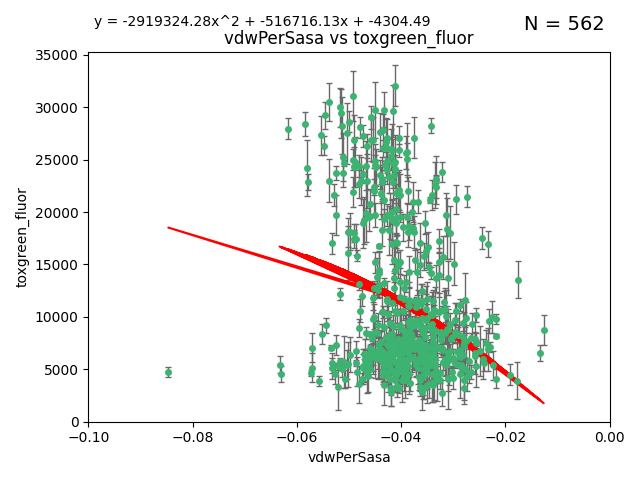 y = -2919324.28x^2 + -516716.13x + -4304.49
N = 562
vdwPerSasa vs toxgreen_fluor
35000
30000
25000
20000
15000
10000
5000
0
toxgreen_fluor
−0.10 −0.08 −0.06 −0.04 −0.02 0.00
vdwPerSasa